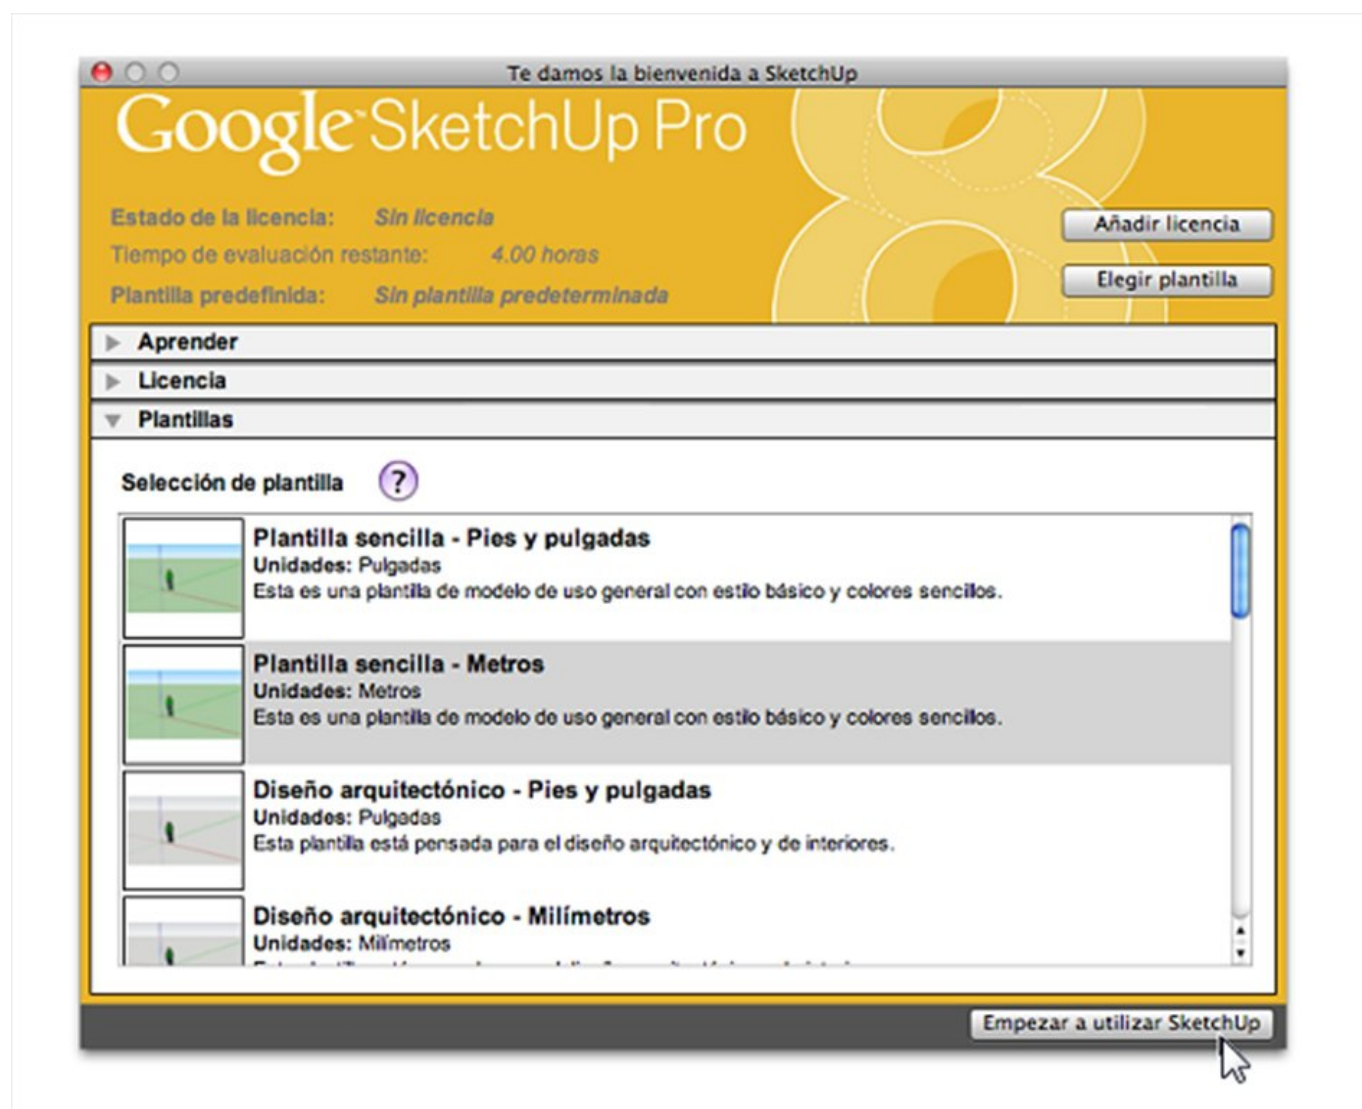 Te damos la bienvenida a SketchUp
Google™ SketchUp Pro
Estado de la licencia: Sin licencia
Añadir licencia
Tiempo de evaluación restante: 4.00 horas
Elegir plantilla
Plantilla predefinida: Sin plantilla predeterminada
Aprender
Licencia
Plantillas
Selección de plantilla ?
Plantilla sencilla - Pies y pulgadas
Unidades: Pulgadas
Esta es una plantilla de modelo de uso general con estilo básico y colores sencillos.
Plantilla sencilla - Metros
Unidades: Metros
Esta es una plantilla de modelo de uso general con estilo básico y colores sencillos.
Diseño arquitectónico - Pies y pulgadas
Unidades: Pulgadas
Esta plantilla está pensada para el diseño arquitectónico y de interiores.
Diseño arquitectónico - Milímetros
Unidades: Milímetros
Empezar a utilizar SketchUp